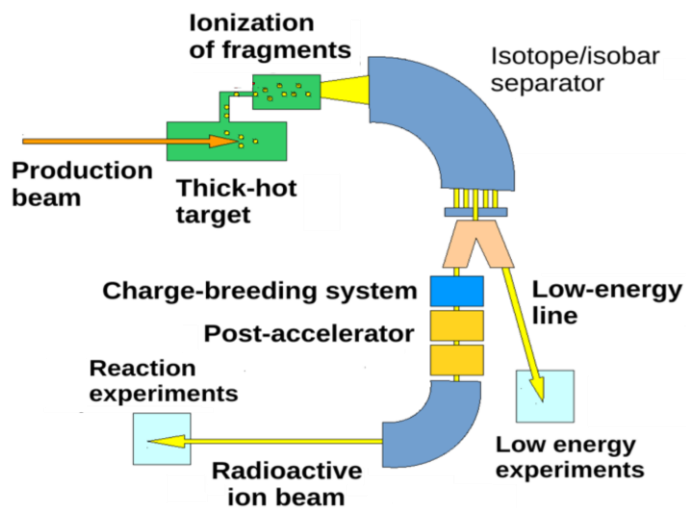 Ionization
of fragments
Isotope/isobar
separator
Production
beam
Thick-hot
target
Charge-breeding system
Low-energy
line
Post-accelerator
Reaction
experiments
Low energy
experiments
Radioactive
ion beam